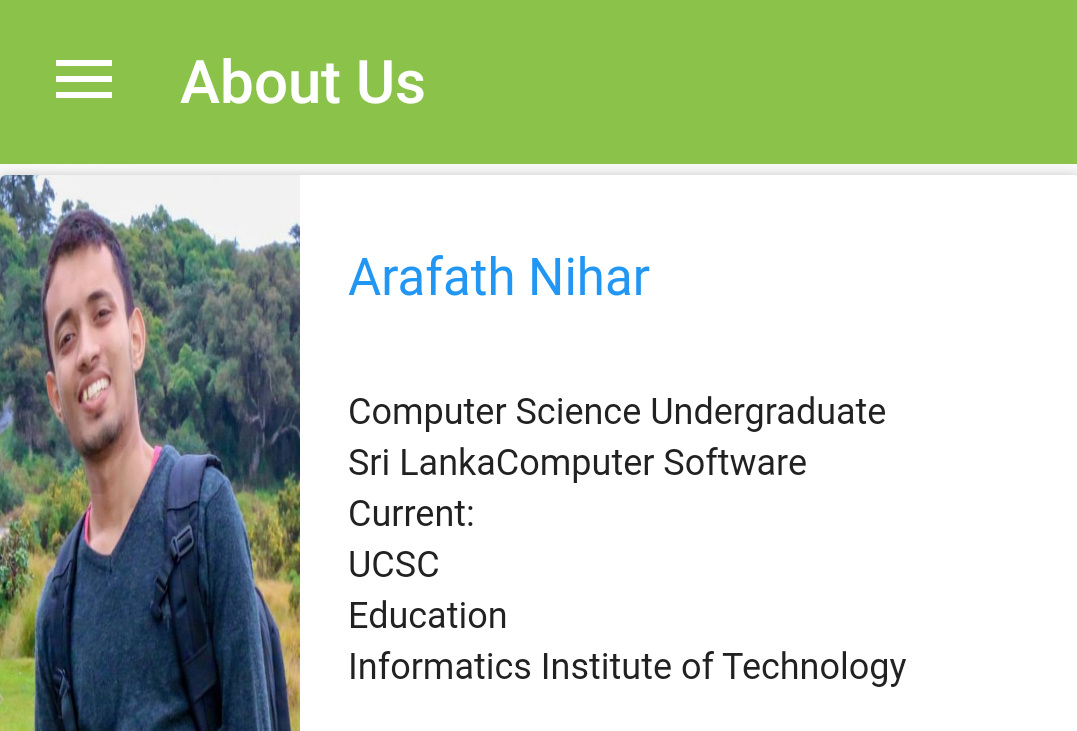 About Us
Arafath Nihar
Computer Science Undergraduate
Sri LankaComputer Software
Current:
UCSC
Education
Informatics Institute of Technology